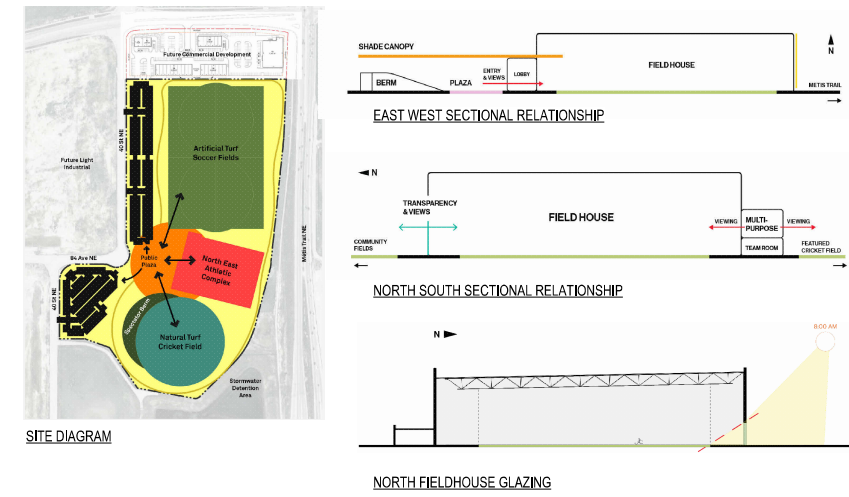 Future Commercial Development
40 St NE
Artificial Turf
Soccer Fields
Future Light
Industrial
Metis Trail NE
84 Ave NE
Public
Plaza
North East
Athletic
Complex
40 St NE
Spectator Berm
Natural Turf
Cricket Field
Stormwater
Detention
Area
SITE DIAGRAM
SHADE CANOPY
BERM
PLAZA
ENTRY
& VIEWS
LOBBY
FIELD HOUSE
N
METIS TRAIL
EAST WEST SECTIONAL RELATIONSHIP
N
TRANSPARENCY
& VIEWS
FIELD HOUSE
COMMUNITY
FIELDS
VIEWING
MULTI-
PURPOSE
VIEWING
TEAM ROOM
FEATURED
CRICKET FIELD
NORTH SOUTH SECTIONAL RELATIONSHIP
N
8:00 AM
NORTH FIELDHOUSE GLAZING